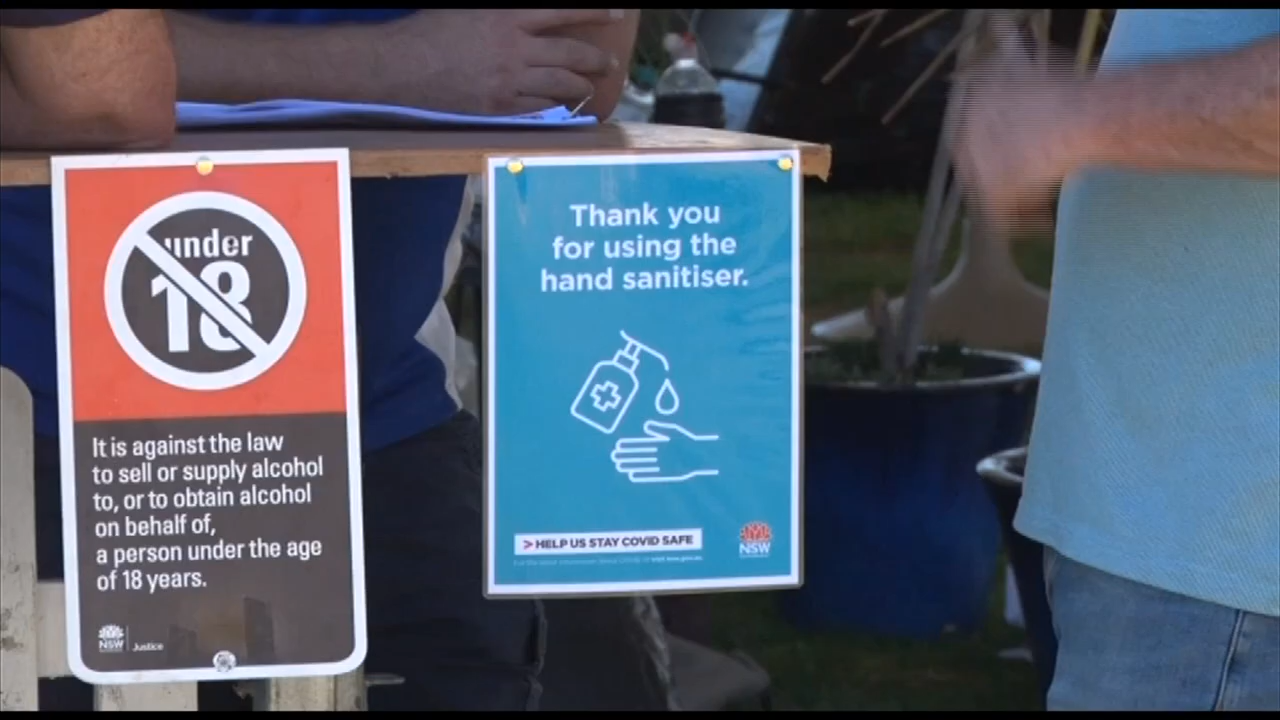 under
18
It is against the law
to sell or supply alcohol
to, or to obtain alcohol
on behalf of,
a person under the age
of 18 years.
NSW
Justice
Thank you
for using the
hand sanitiser.
> HELP US STAY COVID SAFE
NSW